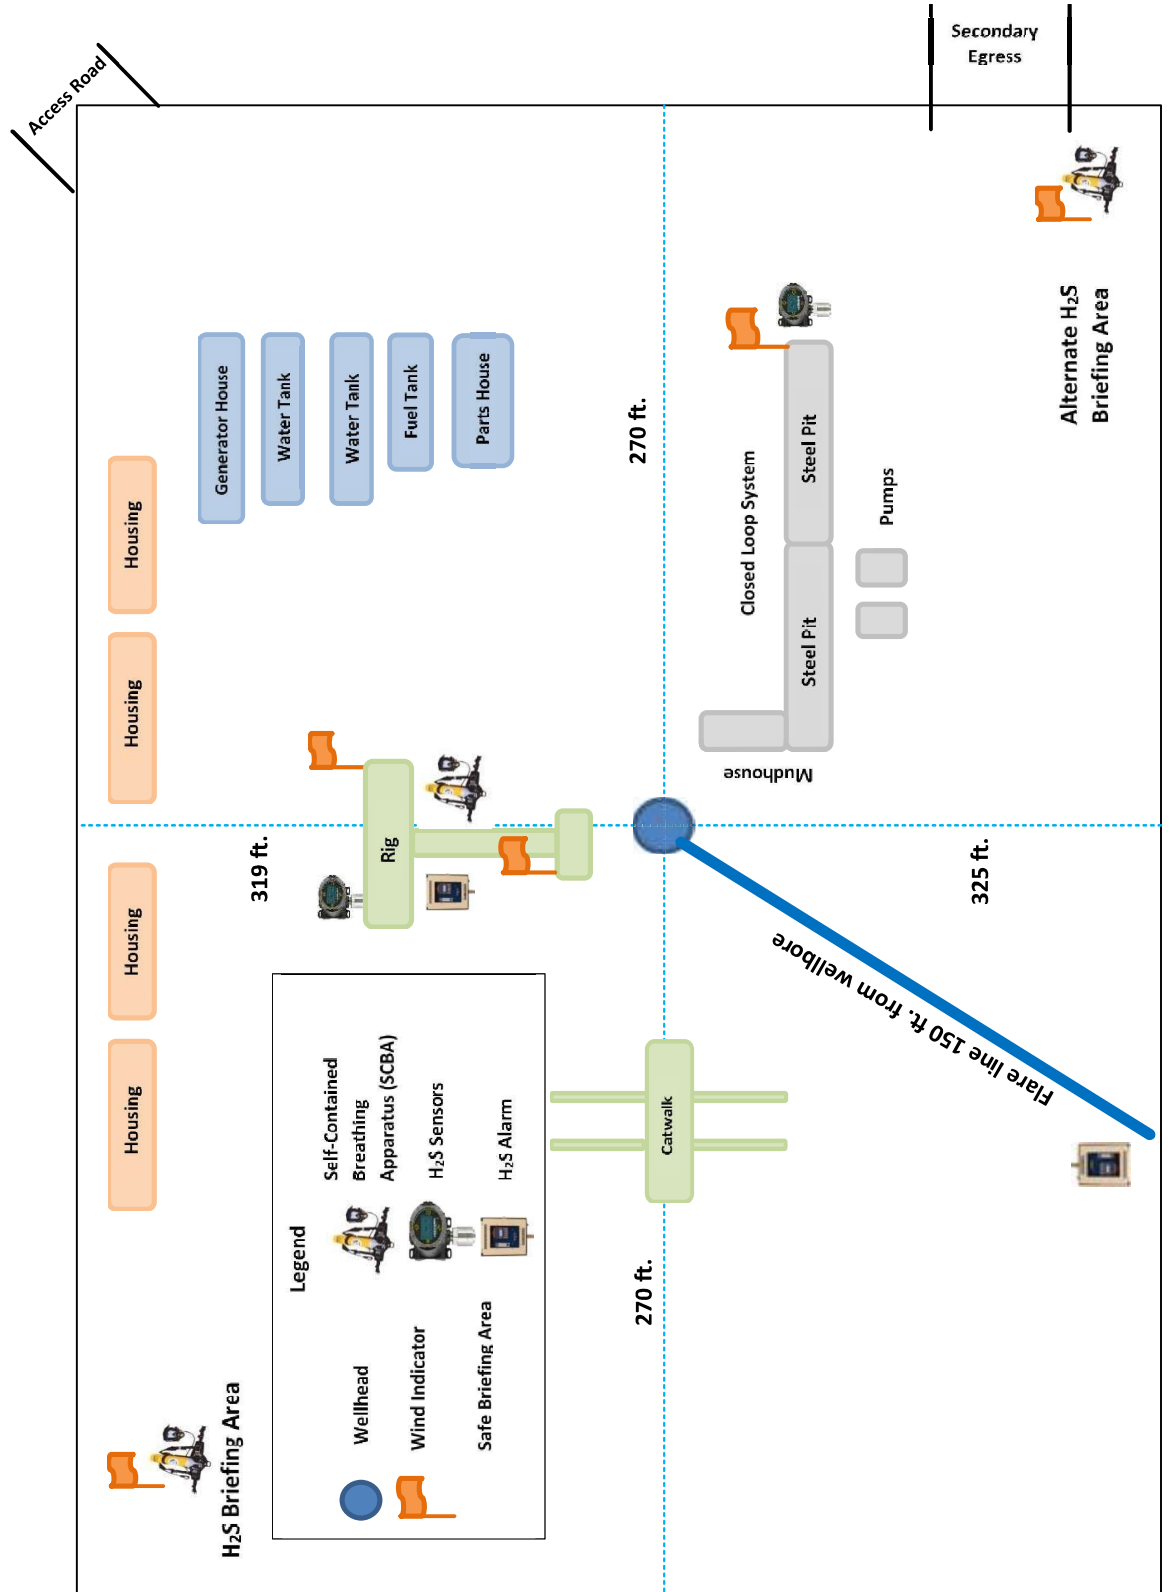 Access Road
Secondary
Egress
Housing
Housing
Housing
Housing
Generator House
Water Tank
Water Tank
Fuel Tank
Parts House
270 ft.
Closed Loop System
Steel Pit
Steel Pit
Pumps
Mudhouse
Alternate H₂S
Briefing Area
319 ft.
Rig
325 ft.
Flare line 150 ft. from wellbore
Catwalk
270 ft.
Legend
Self-Contained
Breathing
Apparatus (SCBA)
H₂S Sensors
H₂S Alarm
Wellhead
Wind Indicator
Safe Briefing Area
H₂S Briefing Area